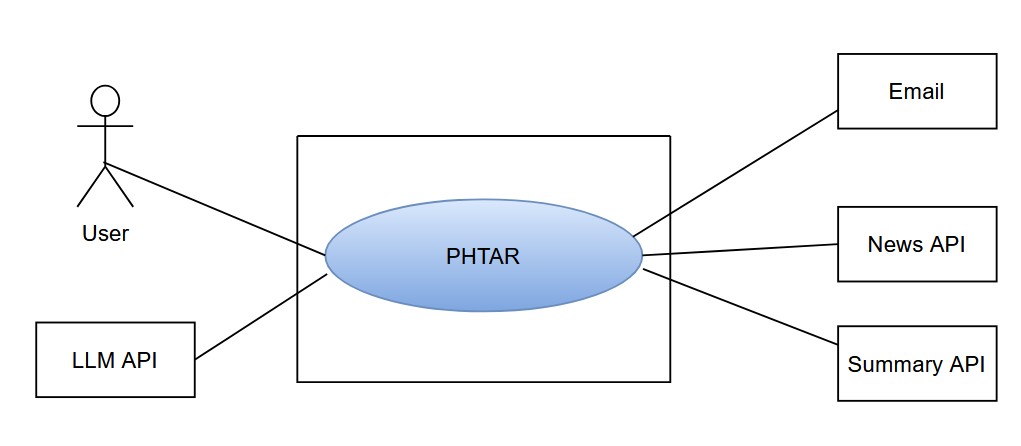 Email
User
PHTAR
News API
LLM API
Summary API